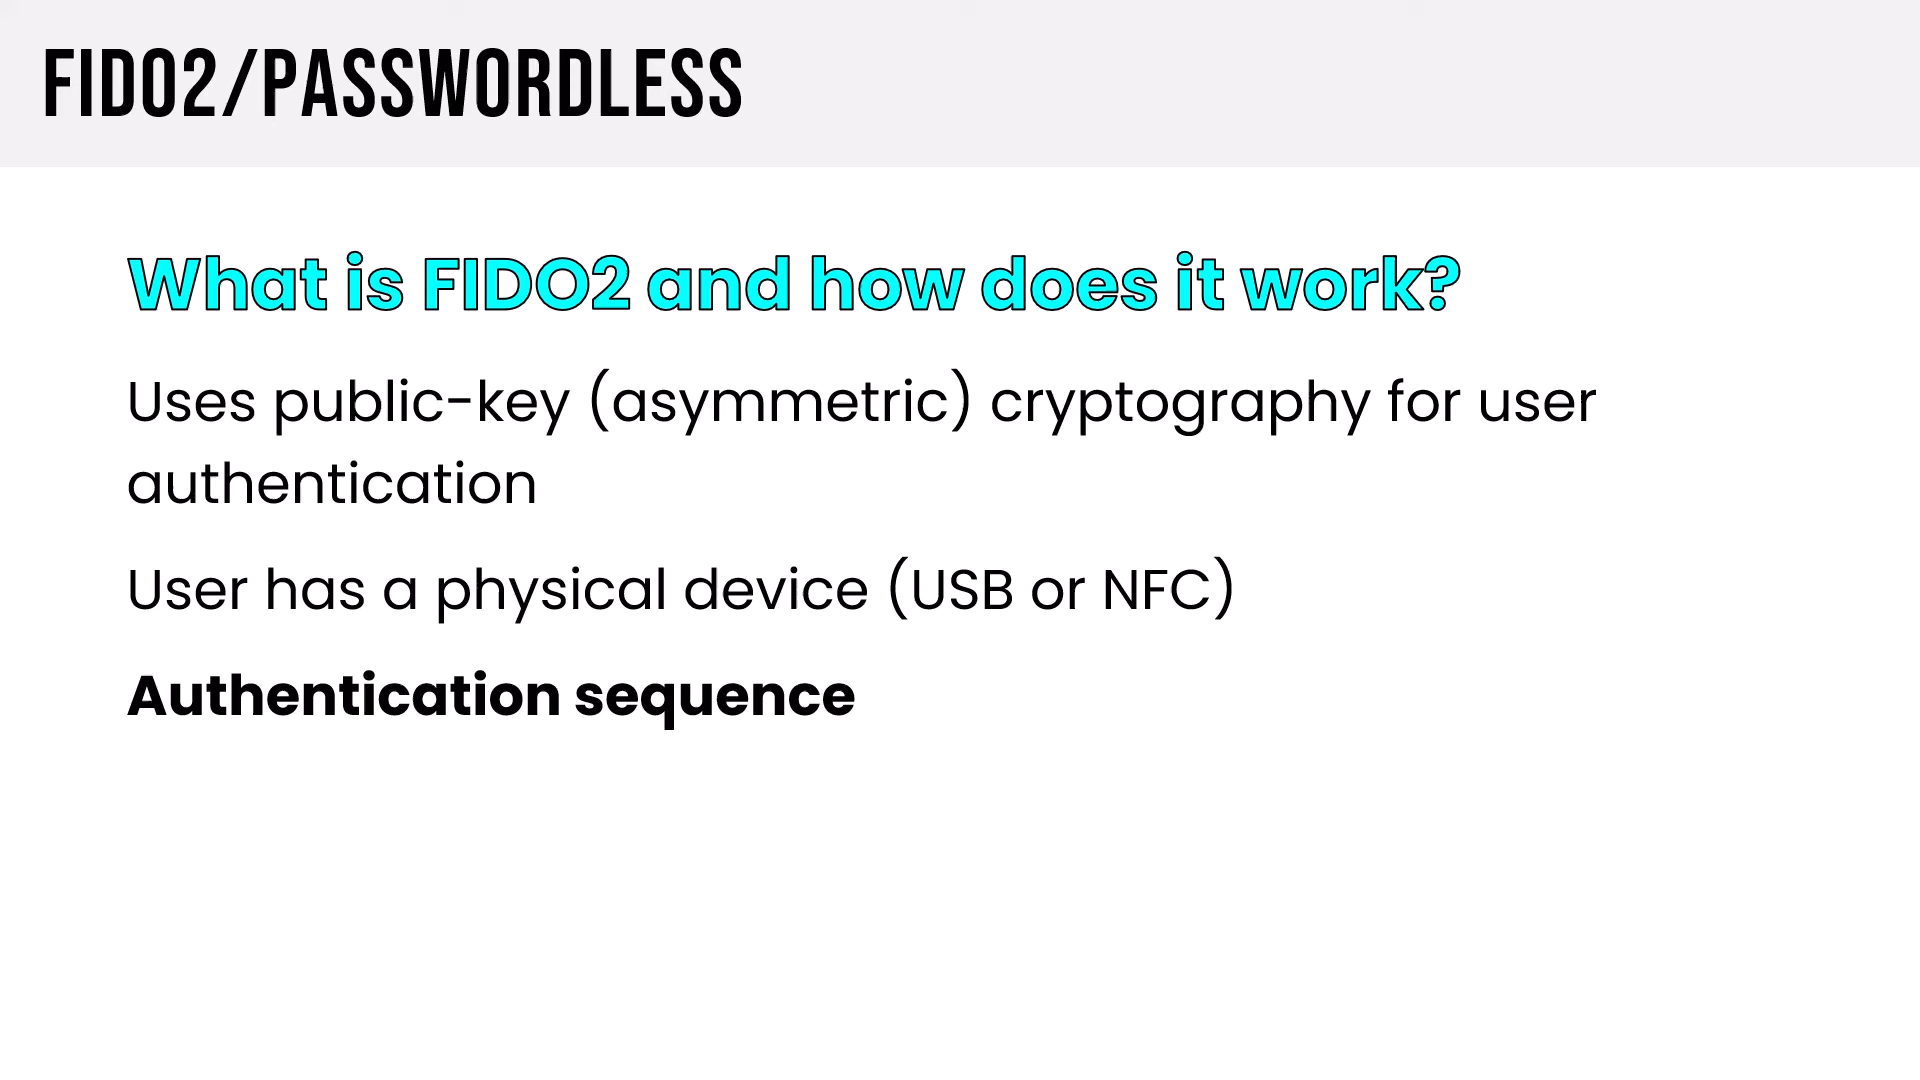 FIDO2/PASSWORDLESS
What is FIDO2 and how does it work?
Uses public-key (asymmetric) cryptography for user
authentication
User has a physical device (USB or NFC)
Authentication sequence